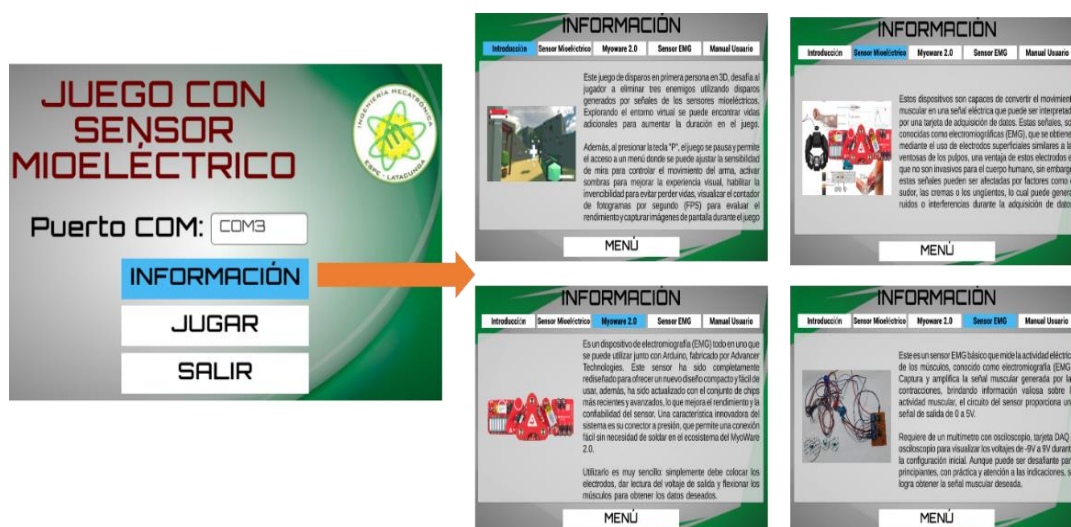 JUEGO CON
SENSOR
MIOELÉCTRICO
INGENIERÍA MECATRÓNICA
ESPE - LATACUNGA
Puerto COM: COM3
INFORMACIÓN
JUGAR
SALIR
INFORMACIÓN
Introducción Sensor Mioeléctrico Myoware 2.0 Sensor EMG Manual Usuario
Este juego de disparos en primera persona en 3D, desafía al
jugador a eliminar tres enemigos utilizando disparos
generados por señales de los sensores mioeléctricos.
Explorando el entorno virtual se puede encontrar vidas
adicionales para aumentar la duración en el juego.
Además, al presionar la tecla "P", el juego se pausa y permite
el acceso a un menú donde se puede ajustar la sensibilidad
de mira para controlar el movimiento del arma, activar
sombras para mejorar la experiencia visual, habilitar la
invencibilidad para evitar perder vidas, visualizar el contador
de fotogramas por segundo (FPS) para evaluar el
rendimiento y capturar imágenes de pantalla durante el juego
MENÚ
INFORMACIÓN
Introducción Sensor Mioeléctrico Myoware 2.0 Sensor EMG Manual Usuario
Estos dispositivos son capaces de convertir el movimient
muscular en una señal eléctrica que puede ser interpretad
por una tarjeta de adquisición de datos. Estas señales, so
conocidas como electromiográficas (EMG), que se obtiene
mediante el uso de electrodos superficiales similares a la
ventosas de los pulpos, una ventaja de estos electrodos e
que no son invasivos para el cuerpo humano, sin embarg
estas señales pueden ser afectadas por factores como
sudor, las cremas o los ungüentos, lo cual puede genera
ruidos o interferencias durante la adquisición de datos
MENÚ
INFORMACIÓN
Introducción Sensor Mioeléctrico Myoware 2.0 Sensor EMG Manual Usuario
Es un dispositivo de electromiografía (EMG) todo en uno que
se puede utilizar junto con Arduino, fabricado por Advancer
Technologies. Este sensor ha sido completamente
rediseñado para ofrecer un nuevo diseño compacto y fácil de
usar, además, ha sido actualizado con el conjunto de chips
más recientes y avanzados, lo que mejora el rendimiento y la
confiabilidad del sensor. Una característica innovadora del
sistema es su conector a presión, que permite una conexión
fácil sin necesidad de soldar en el ecosistema del MyoWare
2.0.
Utilizarlo es muy sencillo: simplemente debe colocar los
electrodos, dar lectura del voltaje de salida y flexionar los
músculos para obtener los datos deseados.
MENÚ
INFORMACIÓN
Introducción Sensor Mioeléctrico Myoware 2.0 Sensor EMG Manual Usuario
Este es un sensor EMG básico que mide la actividad eléctric
de los músculos, conocido como electromiografía (EMG)
Captura y amplifica la señal muscular generada por la
contracciones, brindando información valiosa sobre l
actividad muscular, el circuito del sensor proporciona un
señal de salida de 0 a 5V.
Requiere de un multímetro con osciloscopio, tarjeta DAQ
osciloscopio para visualizar los voltajes de -9V a 9V durant
la configuración inicial. Aunque puede ser desafiante par
principiantes, con práctica y atención a las indicaciones, s
logra obtener la señal muscular deseada.
MENÚ